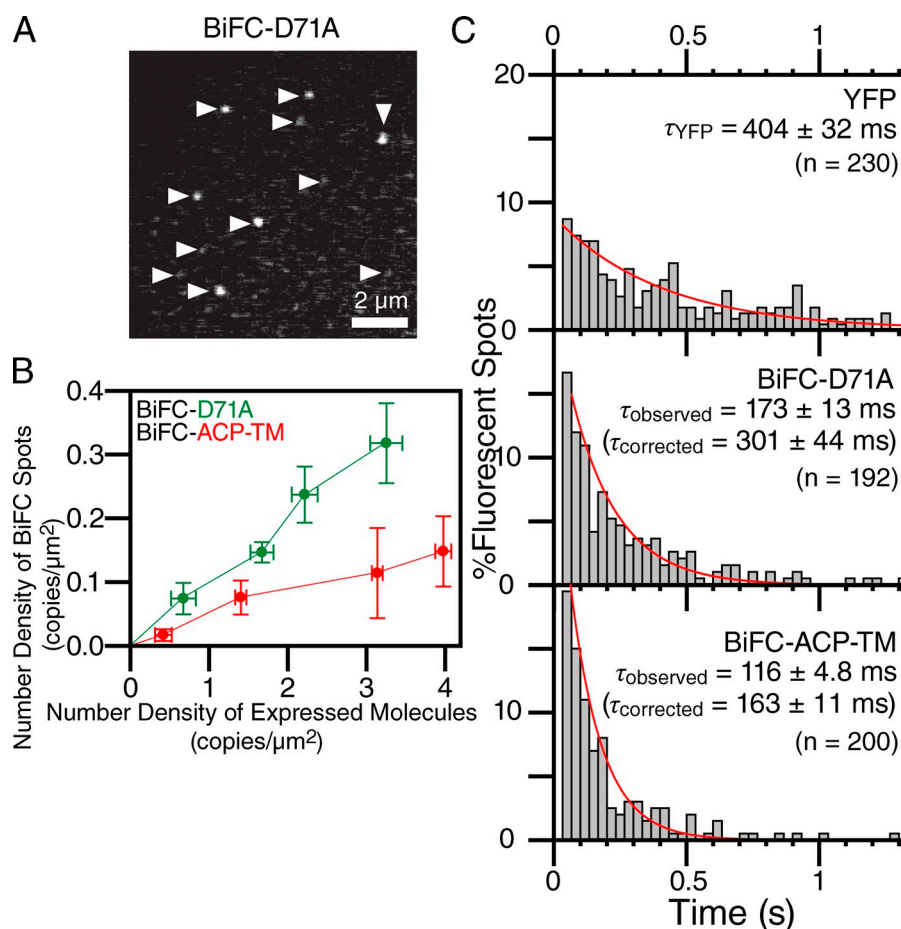 A
BiFC-D71A
2 μm
B
0.4
0.3
0.2
0.1
0.0
BiFC-D71A
BiFC-ACP-TM
Number Density of BiFC Spots
(copies/μm²)
0
1
2
3
4
Number Density of Expressed Molecules
(copies/μm²)
C
0
0.5
1
20
10
0
YFP
τYFP = 404 ± 32 ms
(n = 230)
%Fluorescent Spots
10
0
BiFC-D71A
τobserved = 173 ± 13 ms
(τcorrected = 301 ± 44 ms)
(n = 192)
10
0
BiFC-ACP-TM
τobserved = 116 ± 4.8 ms
(τcorrected = 163 ± 11 ms)
(n = 200)
0
0.5
1
Time (s)